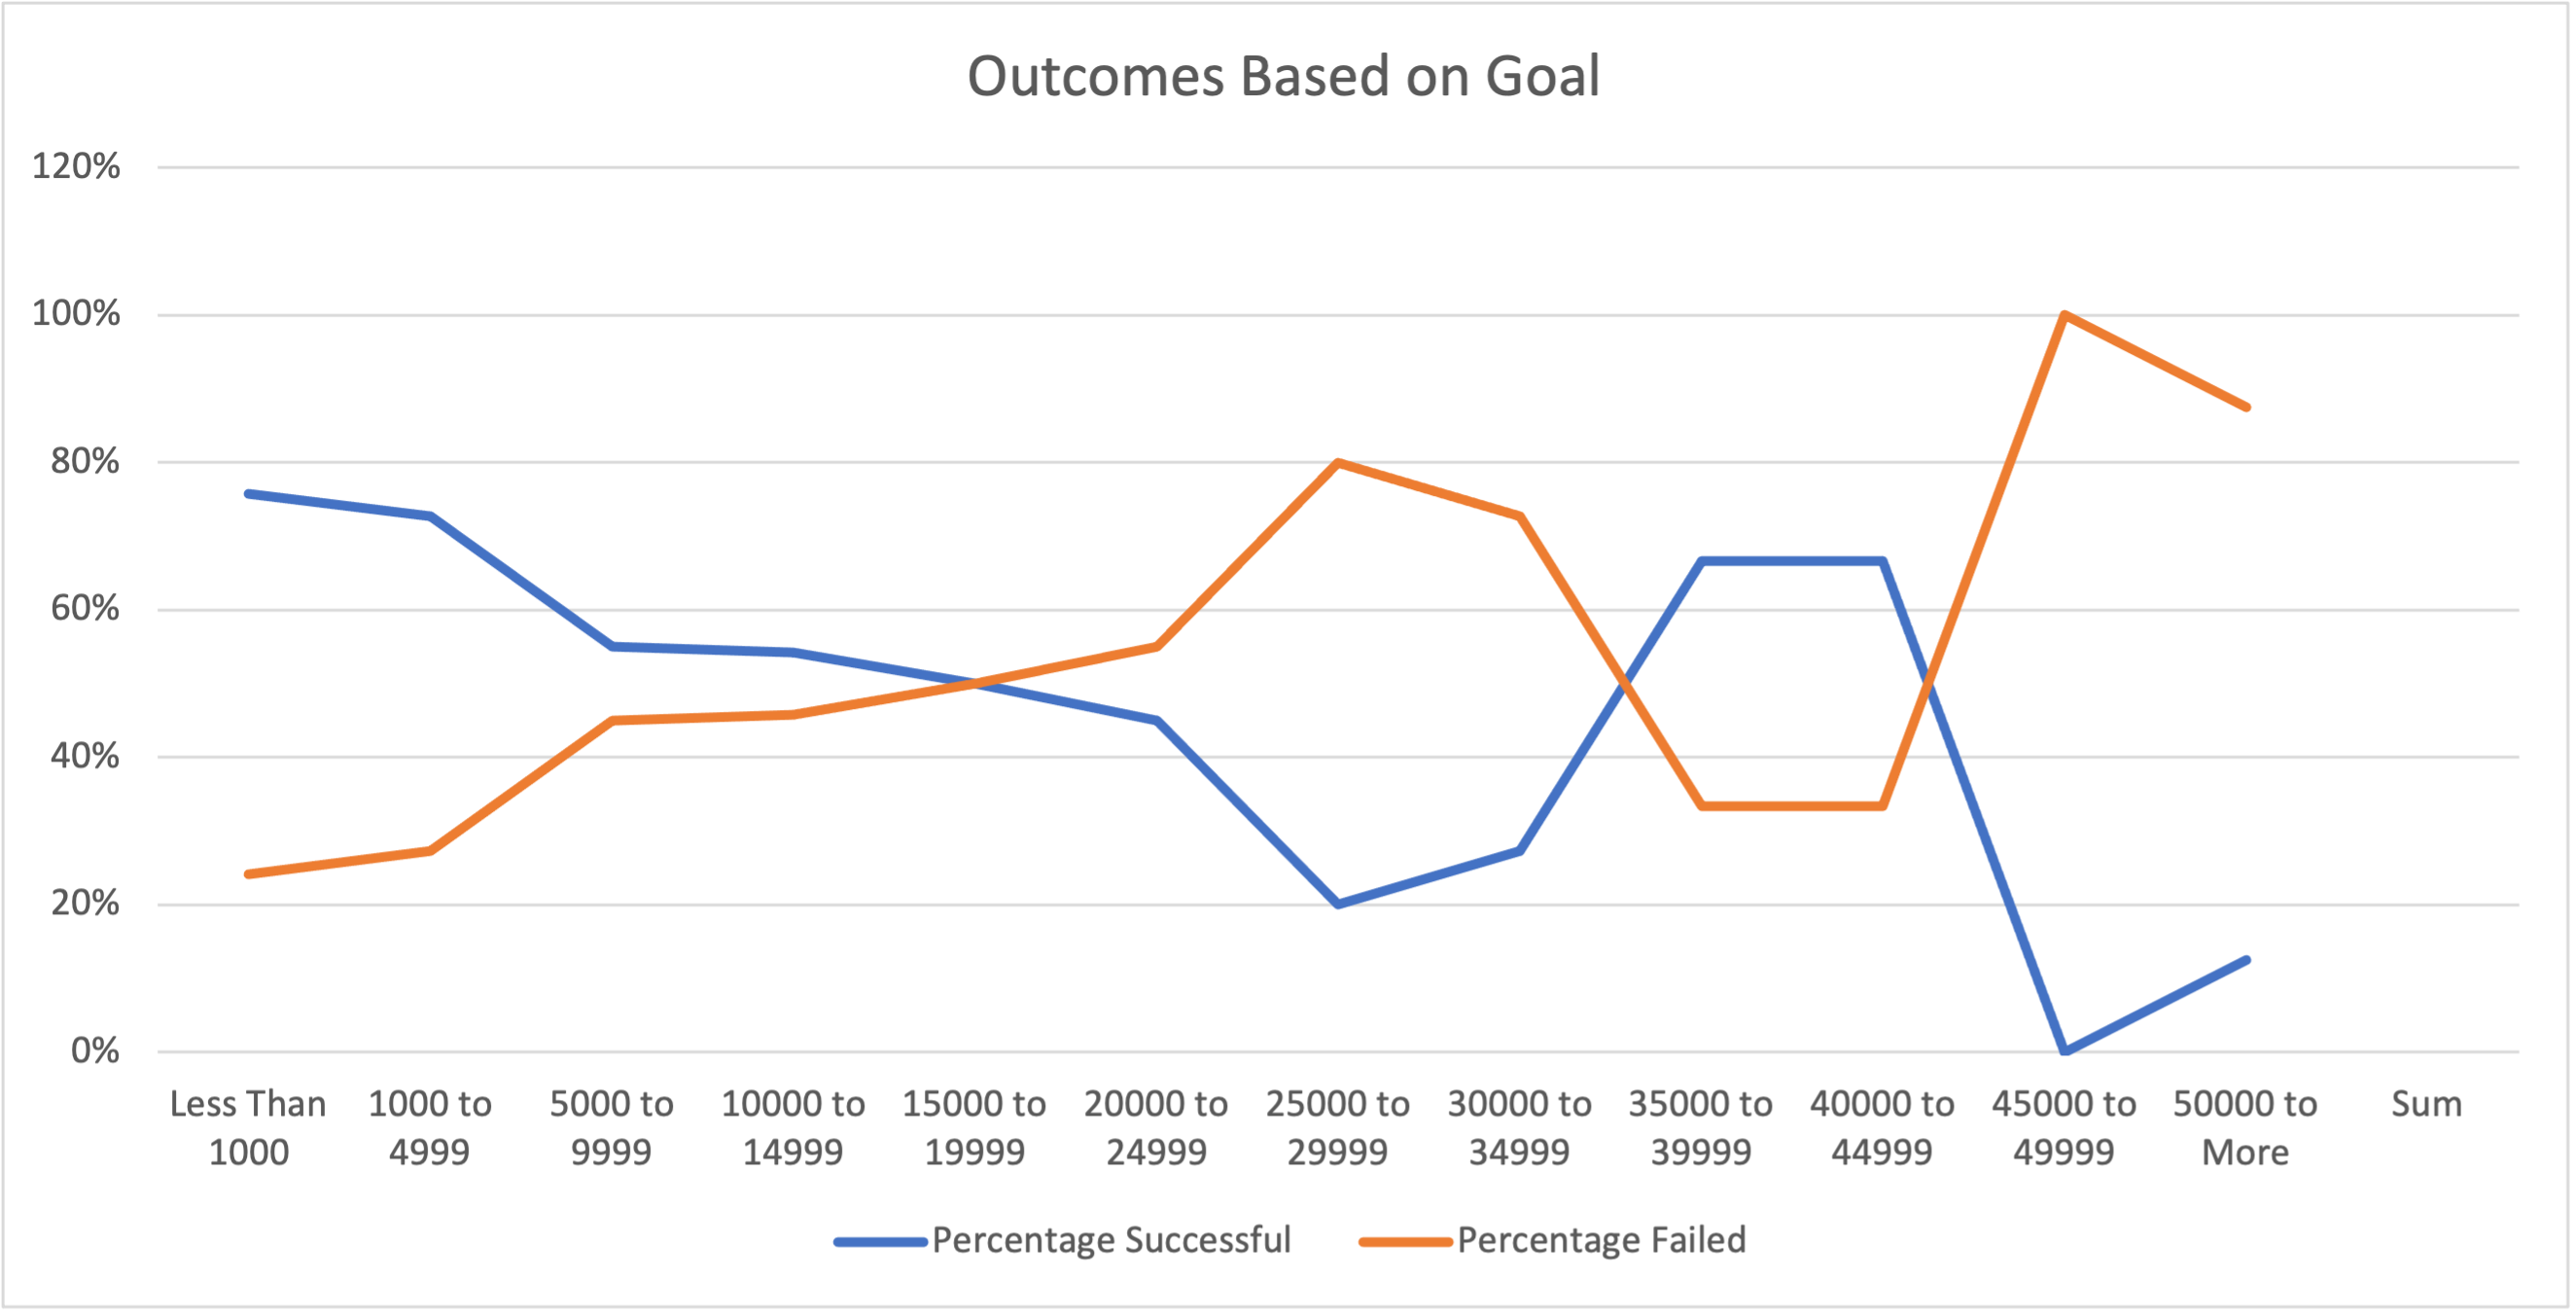 Outcomes Based on Goal
120%
100%
80%
60%
40%
20%
0%
Less Than
1000
1000 to
4999
5000 to
9999
10000 to
14999
15000 to
19999
20000 to
24999
25000 to
29999
30000 to
34999
35000 to
39999
40000 to
44999
45000 to
49999
50000 to
More
Sum
Percentage Successful
Percentage Failed